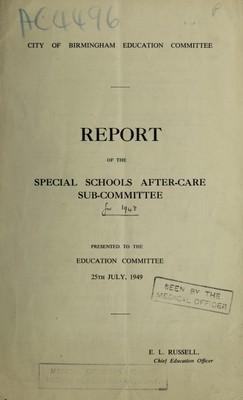 AC4496
P
CITY OF BIRMINGHAM EDUCATION COMMITTEE
REPORT
OF THE
SPECIAL SCHOOLS AFTER-CARE
SUB-COMMITTEE
for 1948
PRESENTED TO THE
EDUCATION COMMITTEE
25TH JULY, 1949
SEEN BY THE
MEDICAL OFFICER
E. L. RUSSELL,
Chief Education Officer